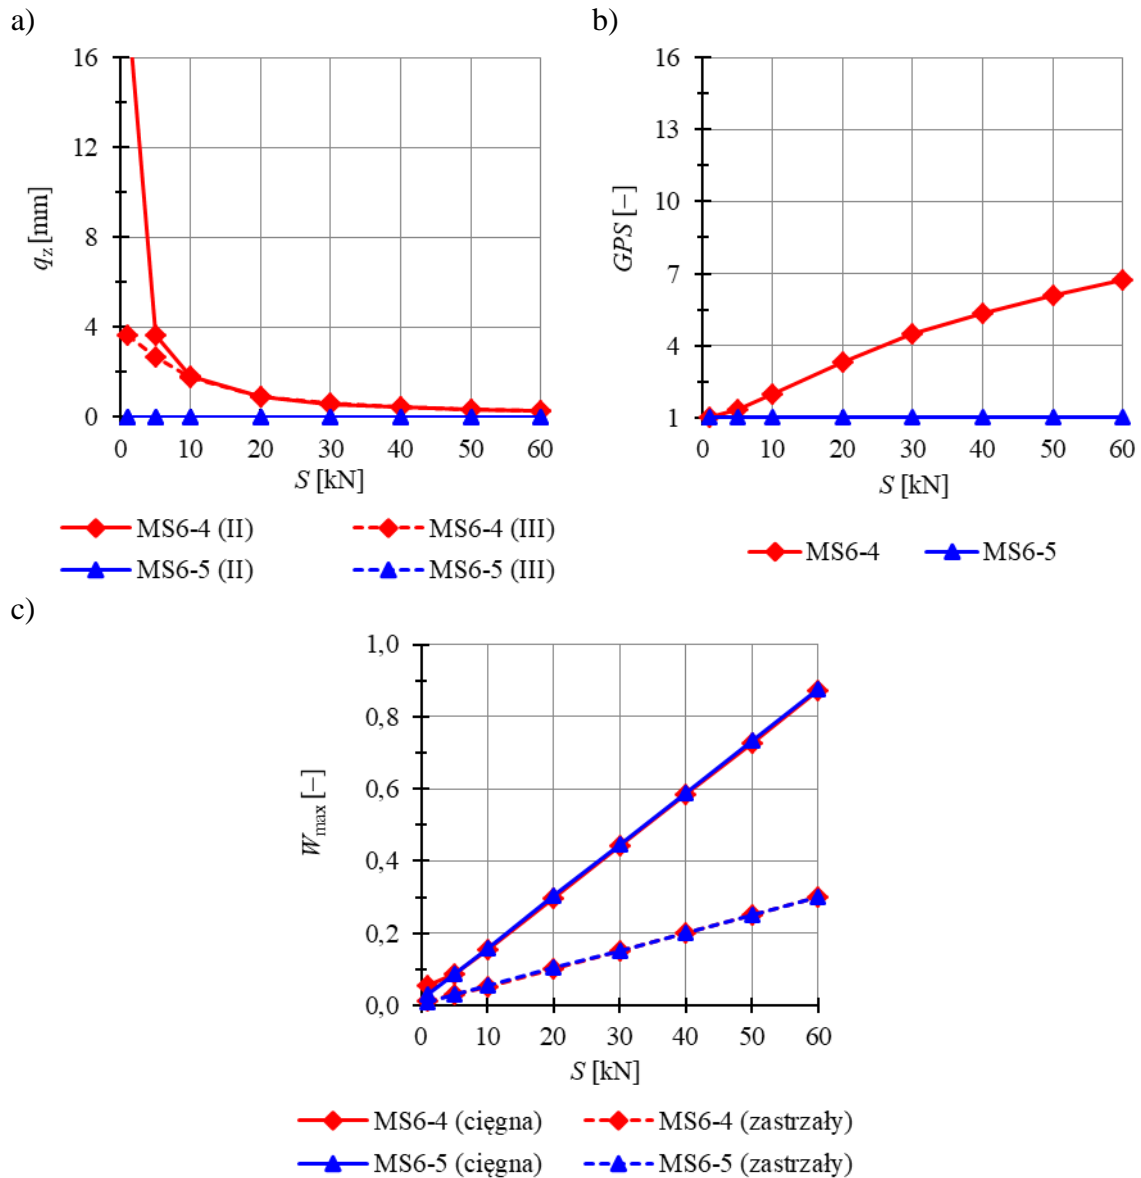 a)
b)
16
12
8
4
0
q_z [mm]
0 10 20 30 40 50 60
S [kN]
MS6-4 (II) MS6-4 (III)
MS6-5 (II) MS6-5 (III)
16
13
10
7
4
1
GPS [–]
0 10 20 30 40 50 60
S [kN]
MS6-4 MS6-5
c)
1,0
0,8
0,6
0,4
0,2
0,0
W_max [–]
0 10 20 30 40 50 60
S [kN]
MS6-4 (cięgna) MS6-4 (zastrzały)
MS6-5 (cięgna) MS6-5 (zastrzały)